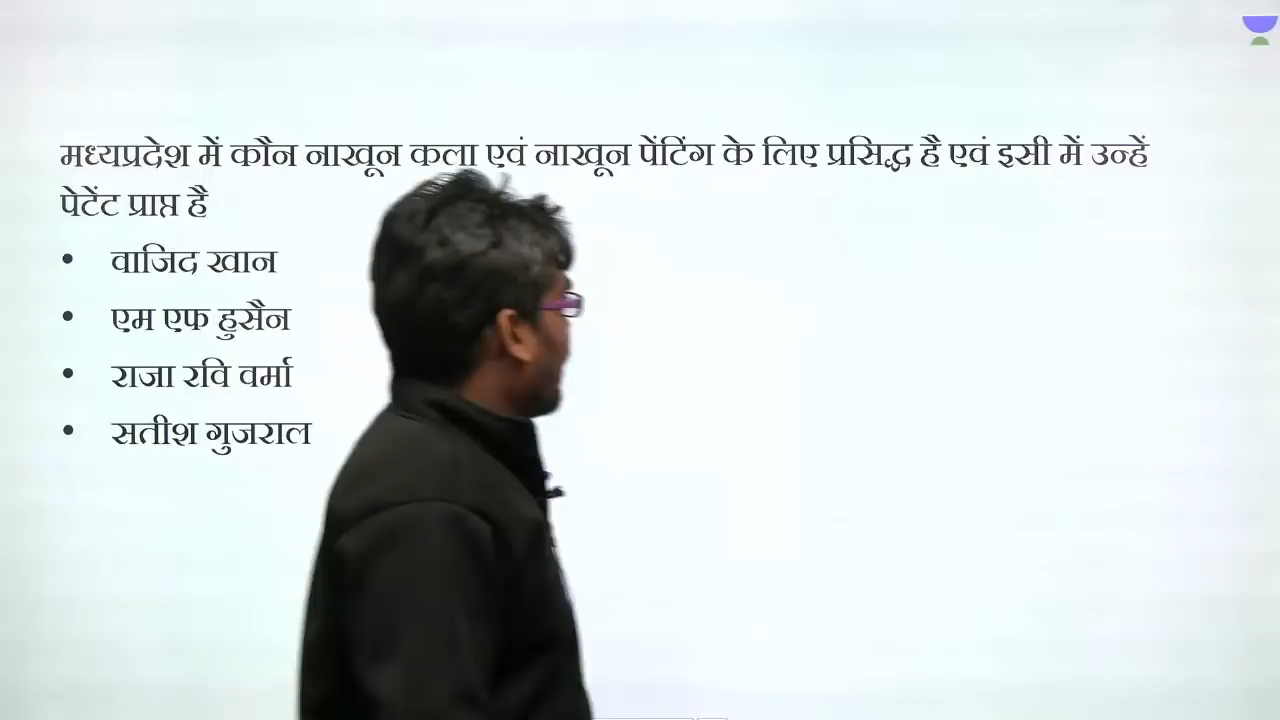 मध्यप्रदेश में कौन नाखून कला एवं नाखून पेंटिंग के लिए प्रसिद्ध है एवं इसी में उन्हें
पेटेंट प्राप्त है
• वाजिद खान
• एम एफ हुसैन
• राजा रवि वर्मा
• सतीश गुजराल